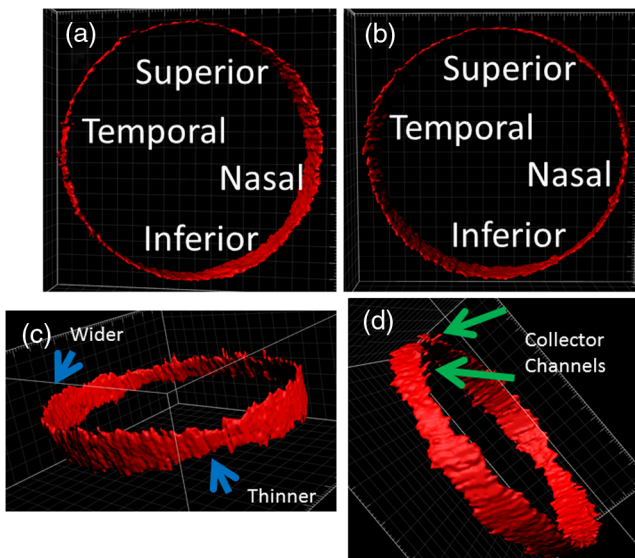 (a)
Superior
Temporal
Nasal
Inferior
(b)
Superior
Temporal
Nasal
Inferior
(c)
Wider
Thinner
(d)
Collector
Channels